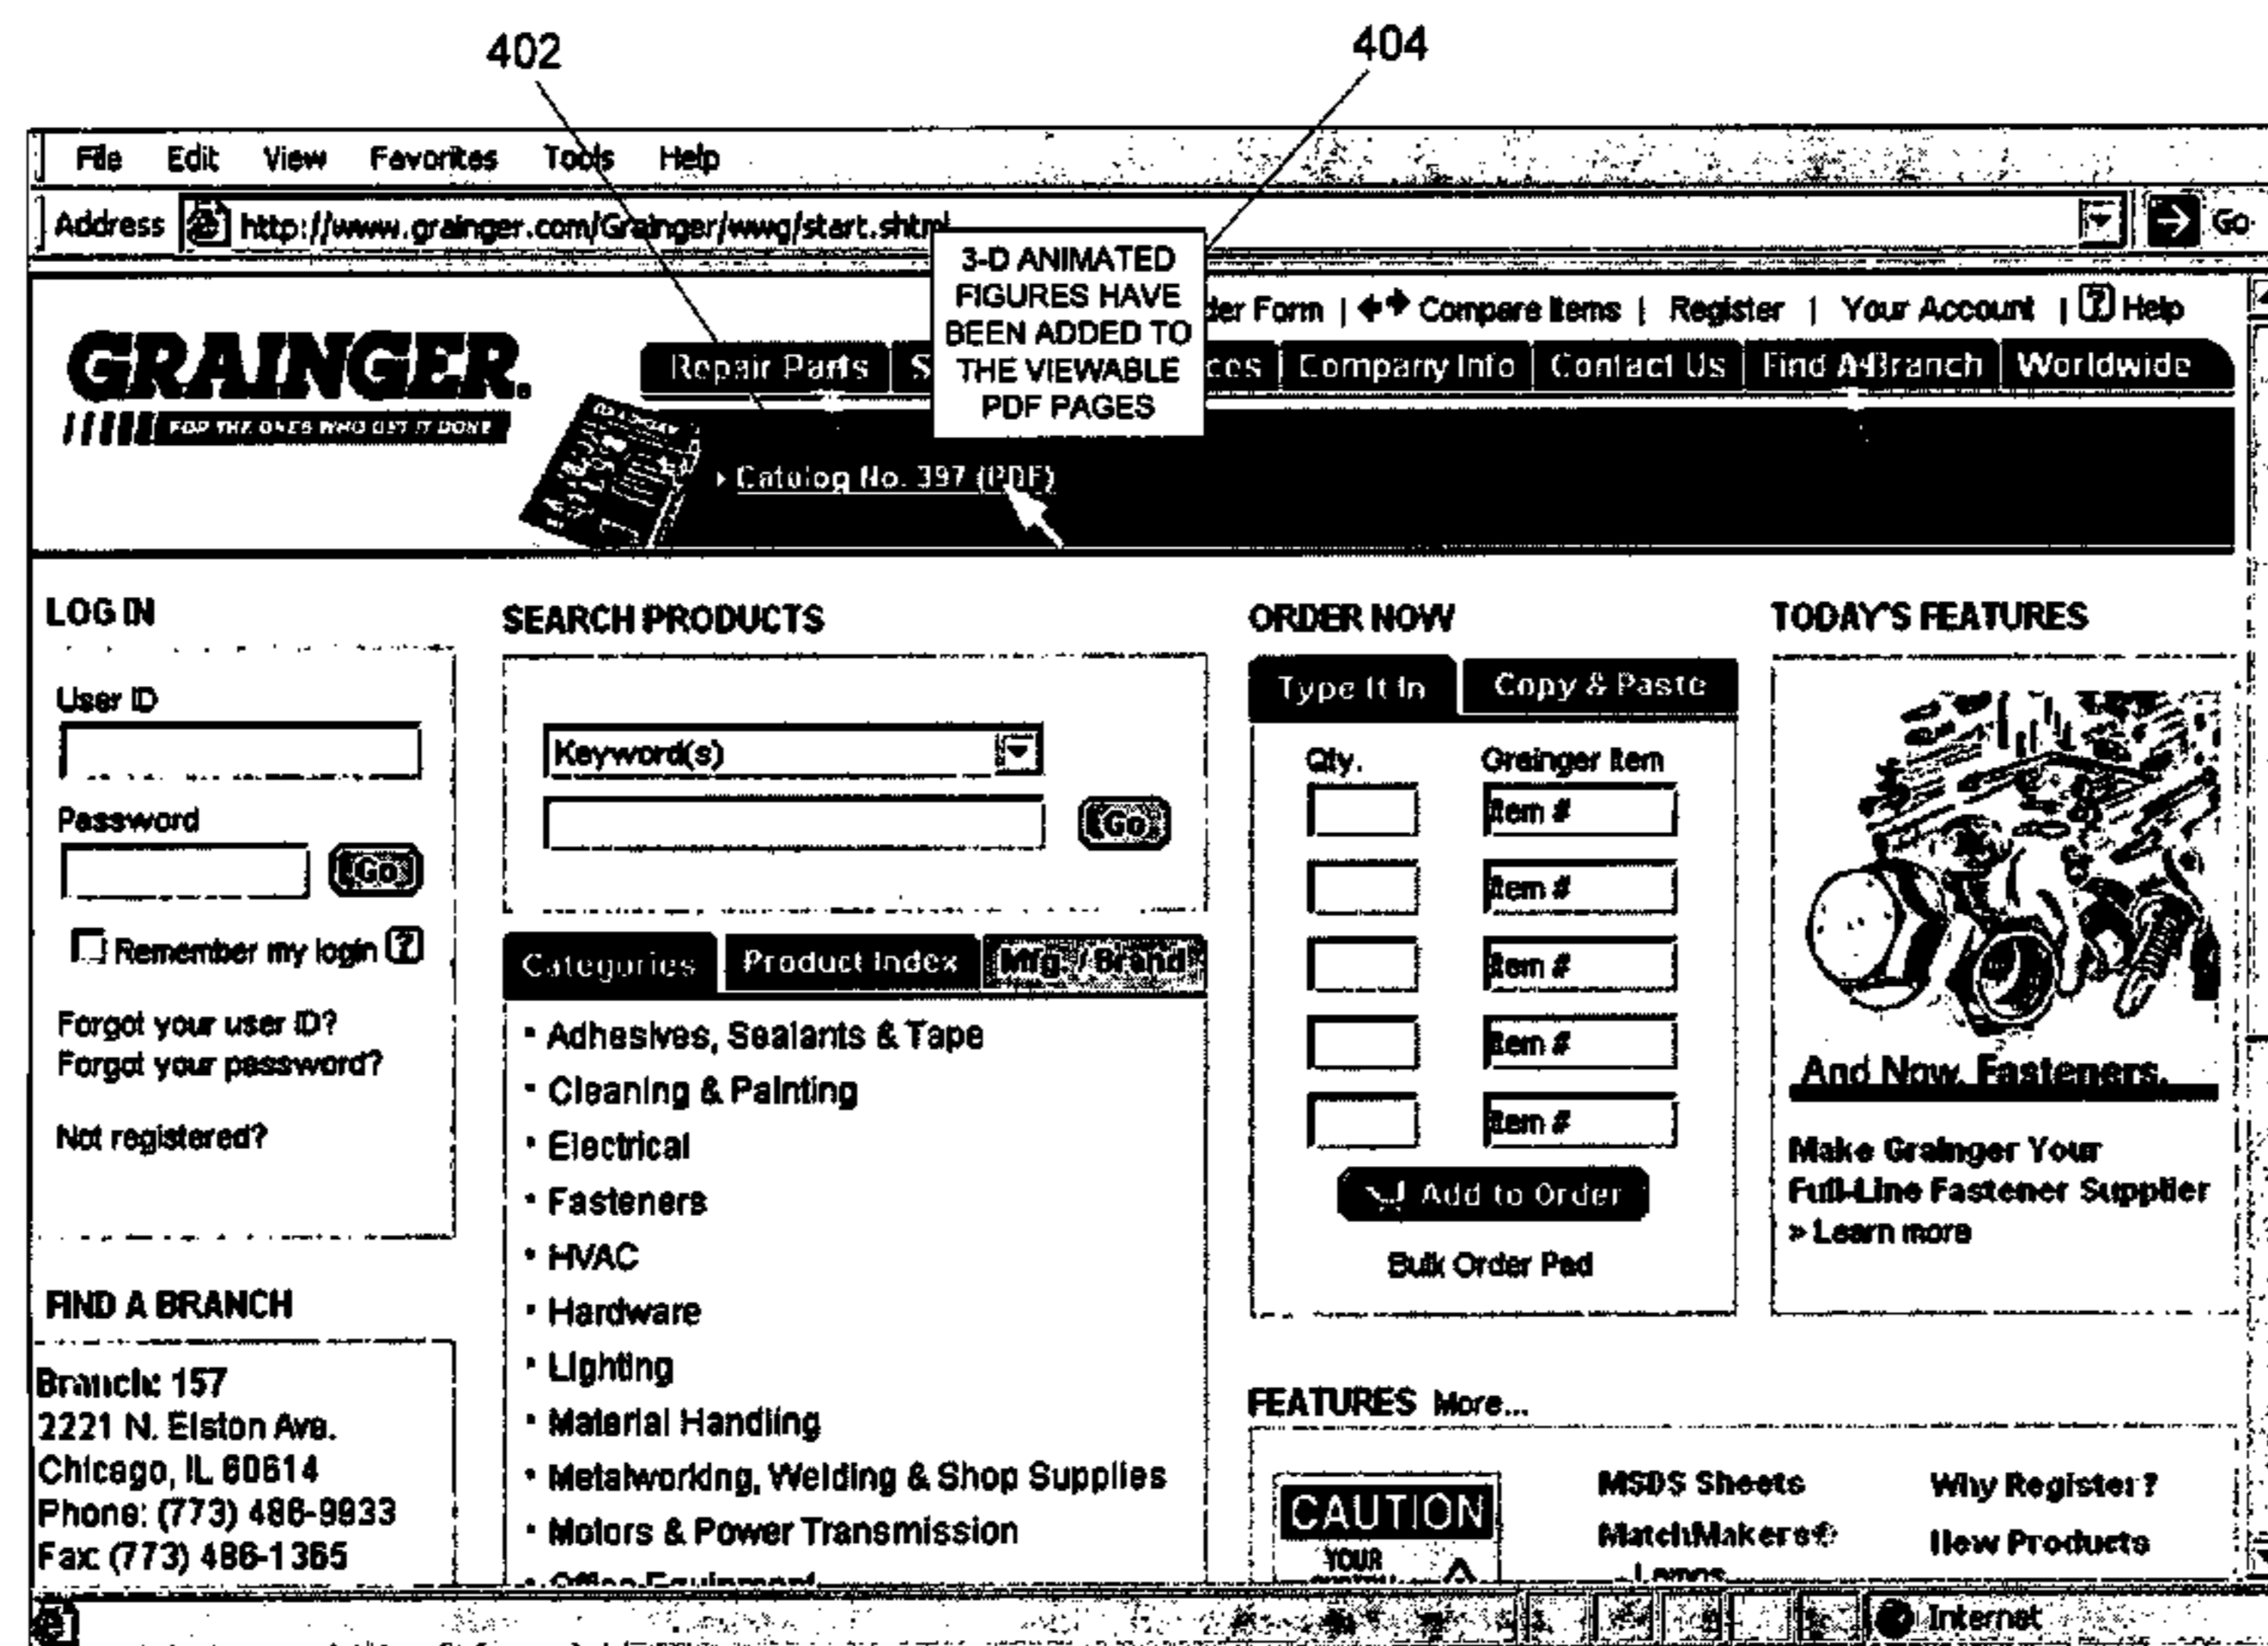 402
404
File Edit View Favorites Tools Help
Address http://www.grainger.com/Grainger/wwg/start.shtml Go
3-D ANIMATED
FIGURES HAVE
BEEN ADDED TO
THE VIEWABLE
PDF PAGES
der Form | Compare Items | Register | Your Account | ? Help
GRAINGER.
FOR THE ONES WHO GET IT DONE
Repair Parts S ces Company Info Contact Us Find A Branch Worldwide
Catalog No. 397 (PDF)
LOG IN
User ID
Password
Go
Remember my login ?
Forgot your user ID?
Forgot your password?
Not registered?
FIND A BRANCH
Branch: 157
2221 N. Elston Ave.
Chicago, IL 60614
Phone: (773) 486-9933
Fax: (773) 486-1365
SEARCH PRODUCTS
Keyword(s)
Go
Categories Product Index Mfg. / Brand
· Adhesives, Sealants & Tape
· Cleaning & Painting
· Electrical
· Fasteners
· HVAC
· Hardware
· Lighting
· Material Handling
· Metalworking, Welding & Shop Supplies
· Motors & Power Transmission
· Office Equipment
ORDER NOW
Type It In Copy & Paste
Qty. Grainger Item
Item #
Item #
Item #
Item #
Item #
Add to Order
Bulk Order Pad
TODAY'S FEATURES
And Now, Fasteners.
Make Grainger Your
Full-Line Fastener Supplier
» Learn more
FEATURES More...
CAUTION
YOUR
MSDS Sheets
MatchMakers®
- Lamps
Why Register?
New Products
Internet